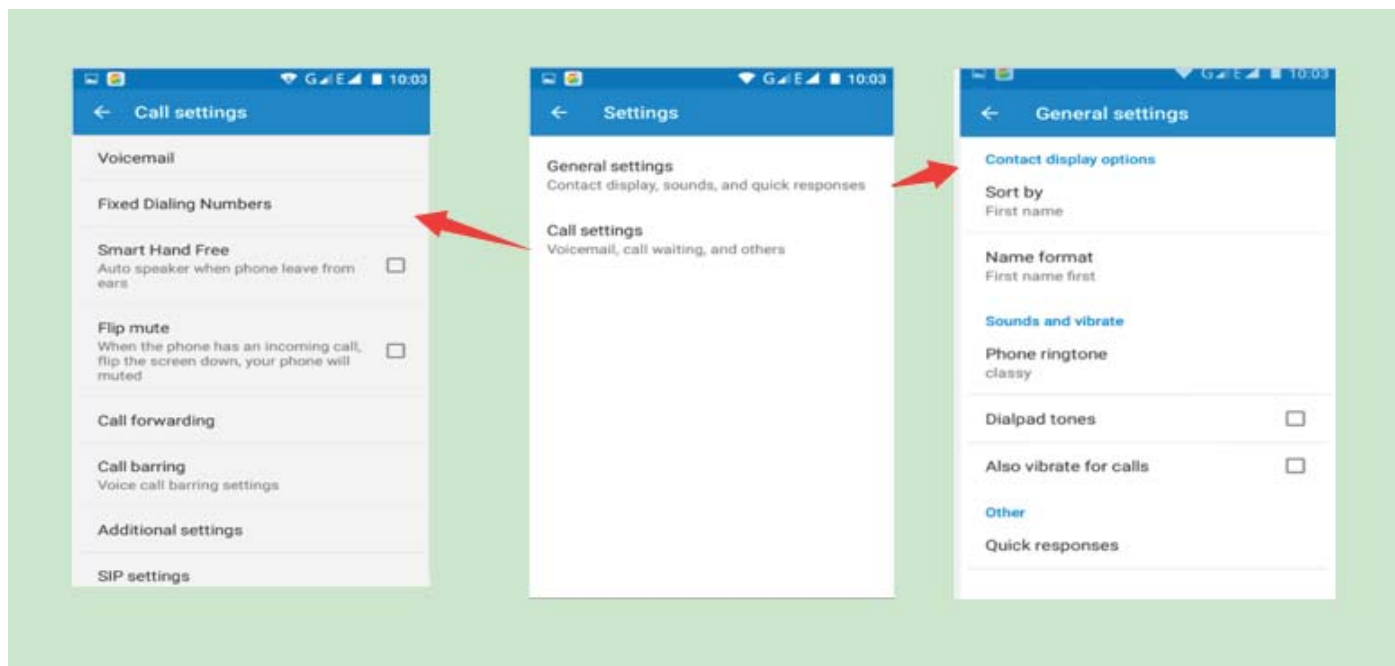 G E 10:03
Call settings
Voicemail
Fixed Dialing Numbers
Smart Hand Free
Auto speaker when phone leave from
ears
Flip mute
When the phone has an incoming call,
flip the screen down, your phone will
muted
Call forwarding
Call barring
Voice call barring settings
Additional settings
SIP settings
G E 10:03
Settings
General settings
Contact display, sounds, and quick responses
Call settings
Voicemail, call waiting, and others
G E 10:03
General settings
Contact display options
Sort by
First name
Name format
First name first
Sounds and vibrate
Phone ringtone
classy
Dialpad tones
Also vibrate for calls
Other
Quick responses